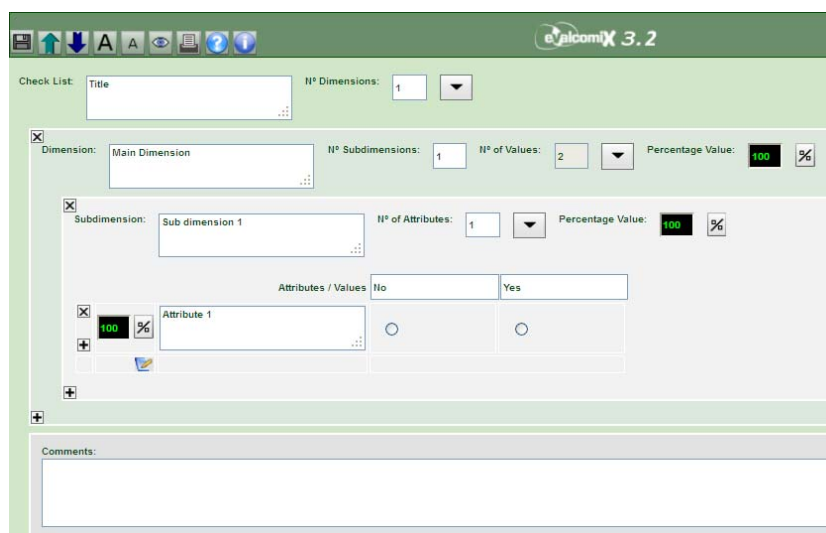 A A ? i evalcomiX 3.2
Check List: Title Nº Dimensions: 1
Dimension: Main Dimension Nº Subdimensions: 1 Nº of Values: 2 Percentage Value: 100 %
Subdimension: Sub dimension 1 Nº of Attributes: 1 Percentage Value: 100 %
Attributes / Values No Yes
100 % Attribute 1
Comments: